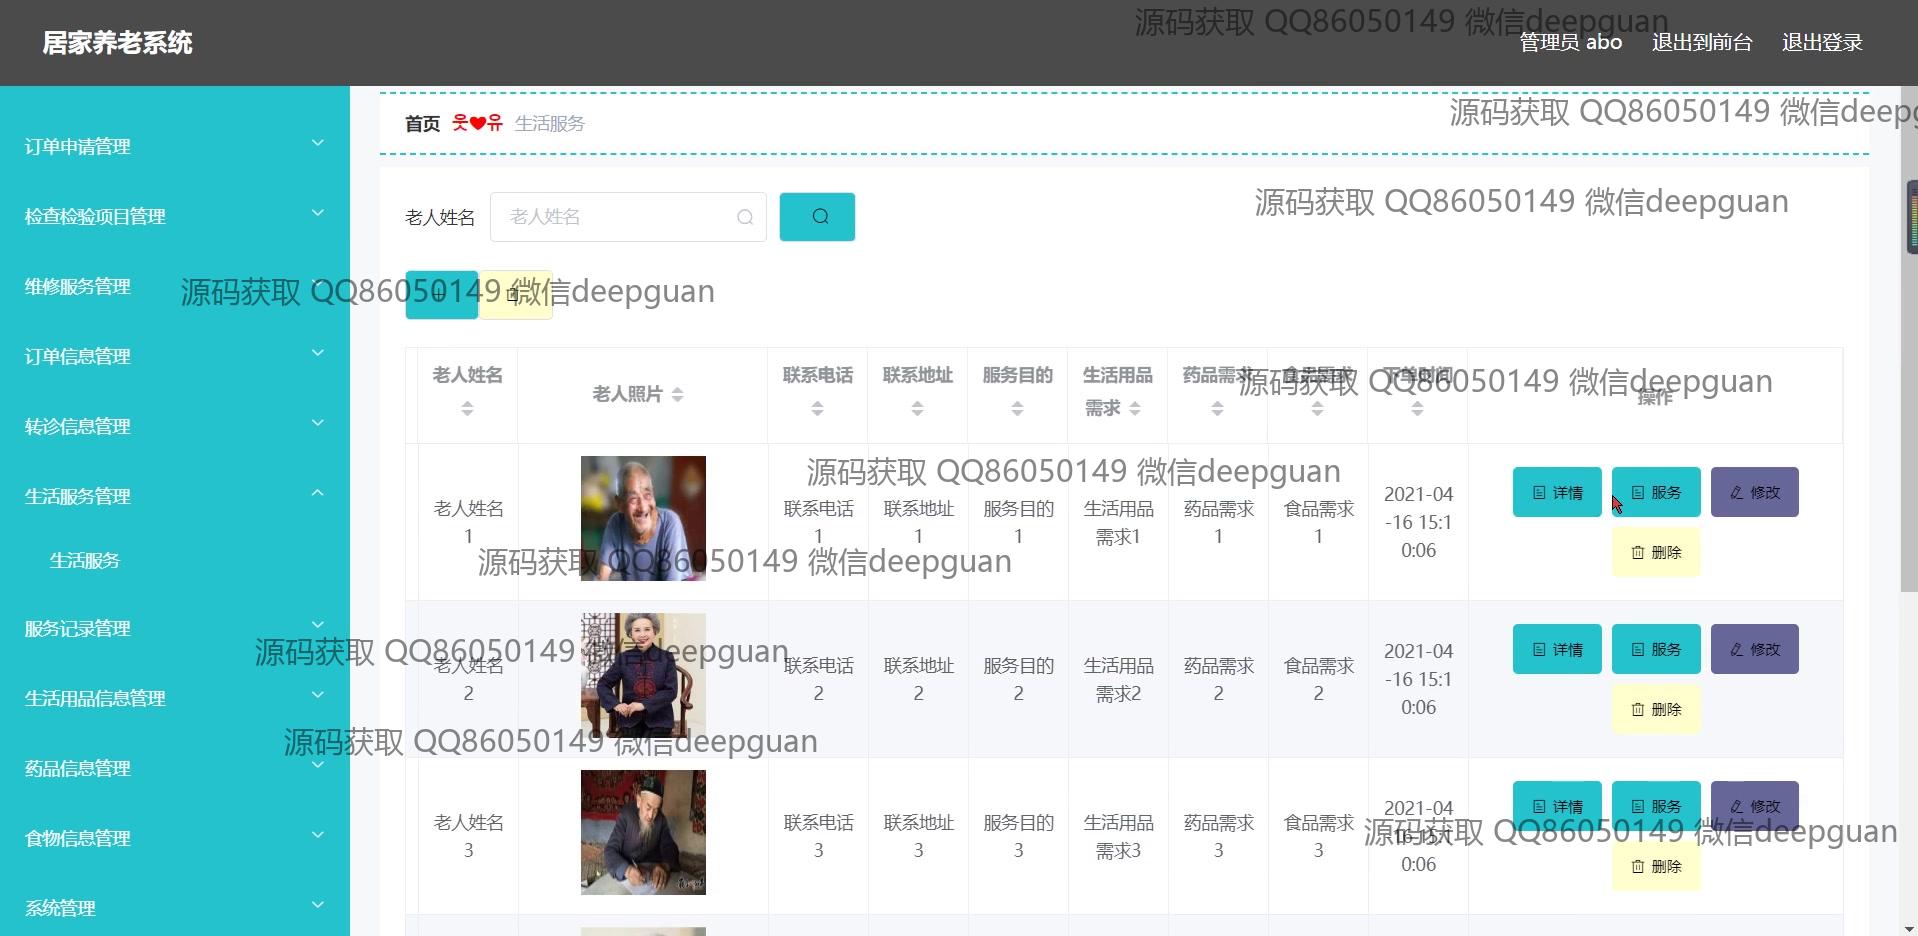 居家养老系统
管理员 abo 退出到前台 退出登录
源码获取 QQ86050149 微信deepguan
订单申请管理
检查检验项目管理
维修服务管理
订单信息管理
转诊信息管理
生活服务管理
生活服务
服务记录管理
生活用品信息管理
药品信息管理
食物信息管理
系统管理
首页 웃❤유 生活服务
源码获取 QQ86050149 微信deepg
老人姓名 老人姓名
源码获取 QQ86050149 微信deepguan
源码获取 QQ86050149 微信deepguan
老人姓名 老人照片 联系电话 联系地址 服务目的 生活用品需求 药品需求 食品需求 下单时间 操作
源码获取 QQ86050149 微信deepguan
老人姓名1 联系电话1 联系地址1 服务目的1 生活用品需求1 药品需求1 食品需求1 2021-04-16 15:10:06 详情 服务 修改 删除
源码获取 QQ86050149 微信deepguan
源码获取 QQ86050149 微信deepguan
老人姓名2 联系电话2 联系地址2 服务目的2 生活用品需求2 药品需求2 食品需求2 2021-04-16 15:10:06 详情 服务 修改 删除
源码获取 QQ86050149 微信deepguan
源码获取 QQ86050149 微信deepguan
老人姓名3 联系电话3 联系地址3 服务目的3 生活用品需求3 药品需求3 食品需求3 2021-04-16 15:10:06 详情 服务 修改 删除
源码获取 QQ86050149 微信deepguan